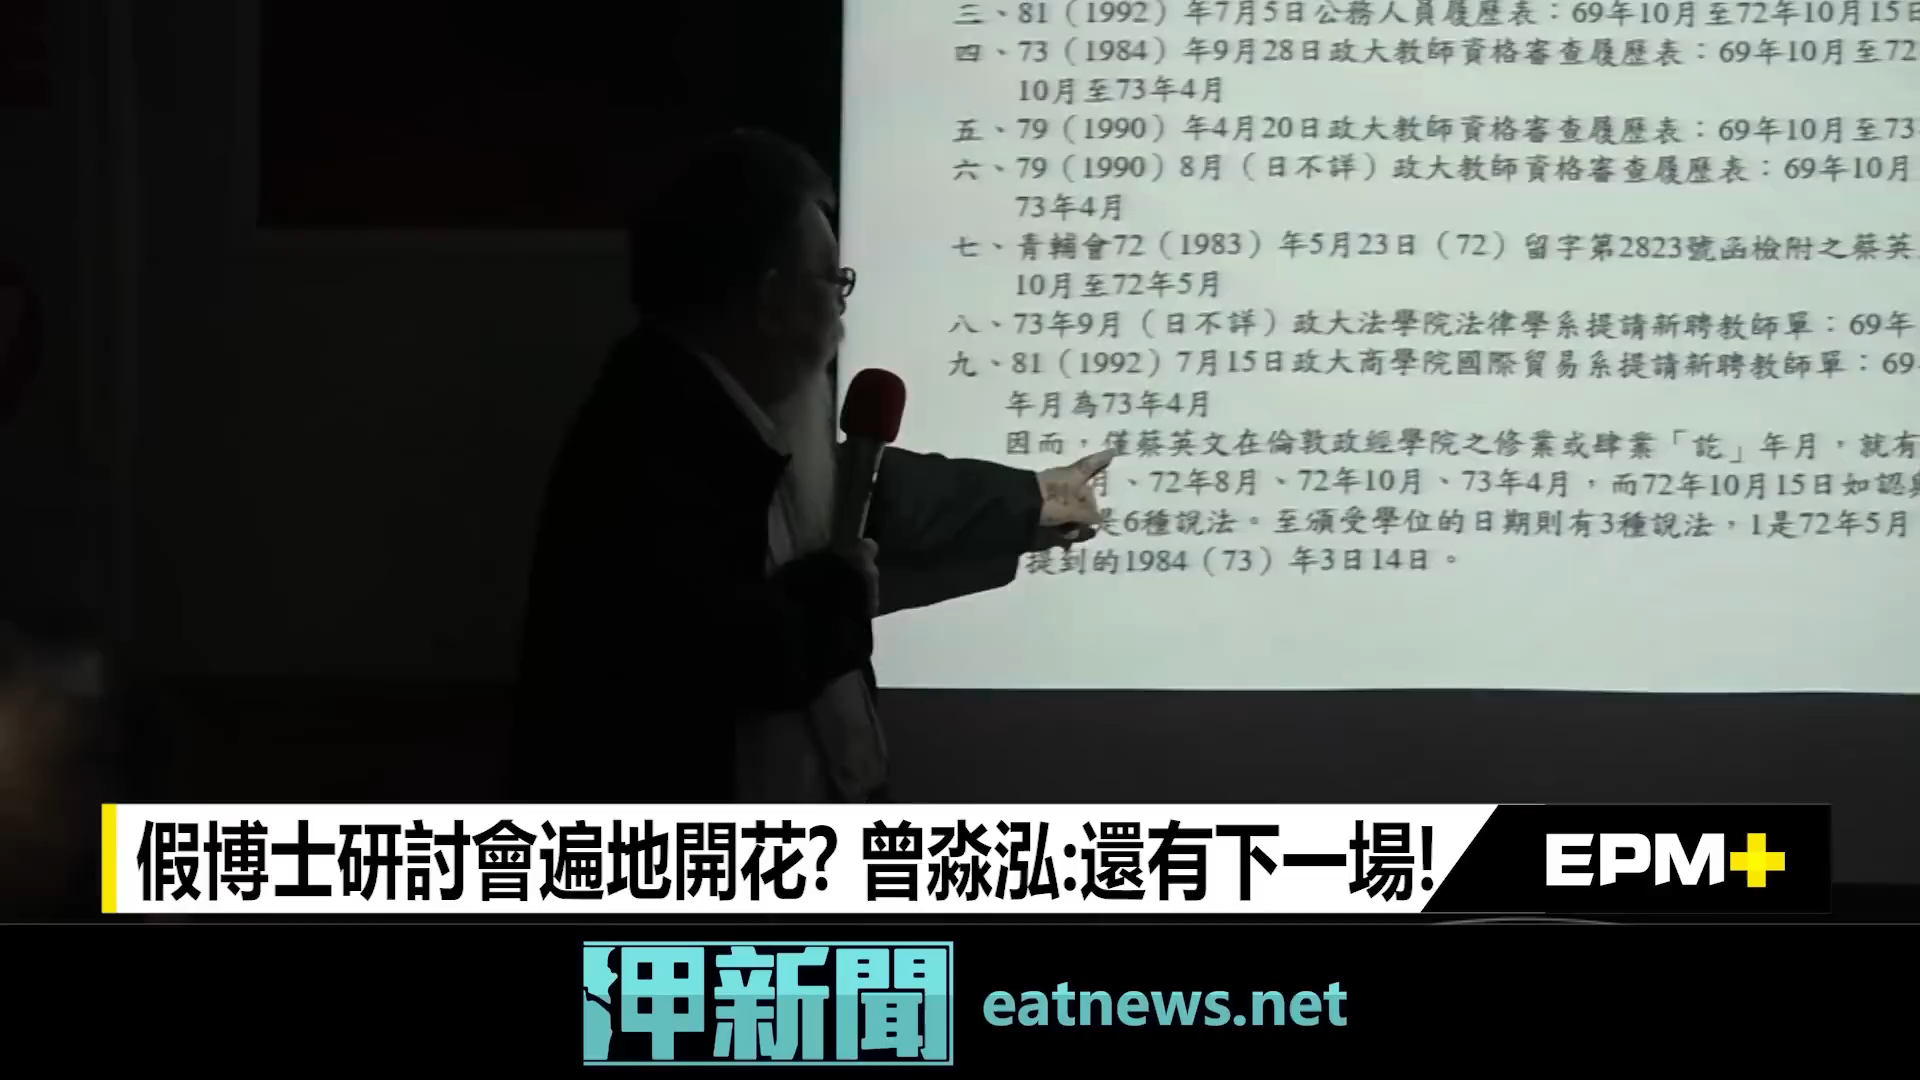 三、81（1992）年7月5日公務人員履歷表：69年10月至72年10月15日
四、73（1984）年9月28日政大教師資格審查履歷表：69年10月至72
10月至73年4月
五、79（1990）年4月20日政大教師資格審查履歷表：69年10月至73
六、79（1990）8月（日不詳）政大教師資格審查履歷表：69年10月
73年4月
七、青輔會72（1983）年5月23日（72）留字第2823號函檢附之蔡英
10月至72年5月
八、73年9月（日不詳）政大法學院法律學系提請新聘教師單：69年
九、81（1992）7月15日政大商學院國際貿易系提請新聘教師單：69
年月為73年4月
因而，僅蔡英文在倫敦政經學院之修業或肄業「訖」年月，就有
月、72年8月、72年10月、73年4月，而72年10月15日如認
是6種說法。至頒受學位的日期則有3種說法，1是72年5月
提到的1984（73）年3日14日。
假博士研討會遍地開花? 曾淼泓:還有下一場!
EPM+
呷新聞
eatnews.net